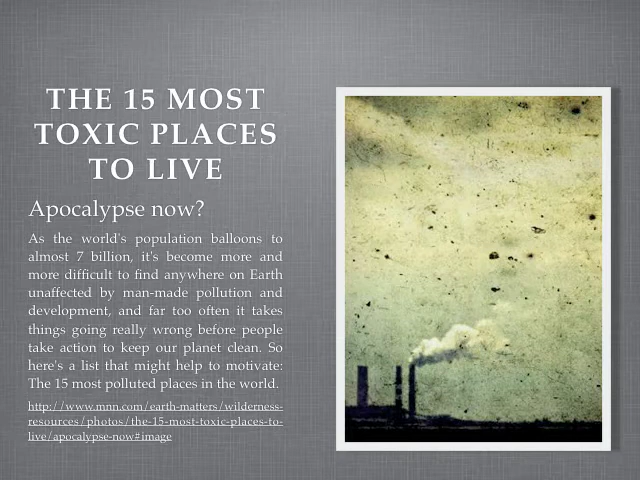 THE 15 MOST
TOXIC PLACES
TO LIVE
Apocalypse now?
As the world's population balloons to
almost 7 billion, it's become more and
more difficult to find anywhere on Earth
unaffected by man-made pollution and
development, and far too often it takes
things going really wrong before people
take action to keep our planet clean. So
here's a list that might help to motivate:
The 15 most polluted places in the world.
http://www.mnn.com/earth-matters/wilderness-
resources/photos/the-15-most-toxic-places-to-
live/apocalypse-now#image